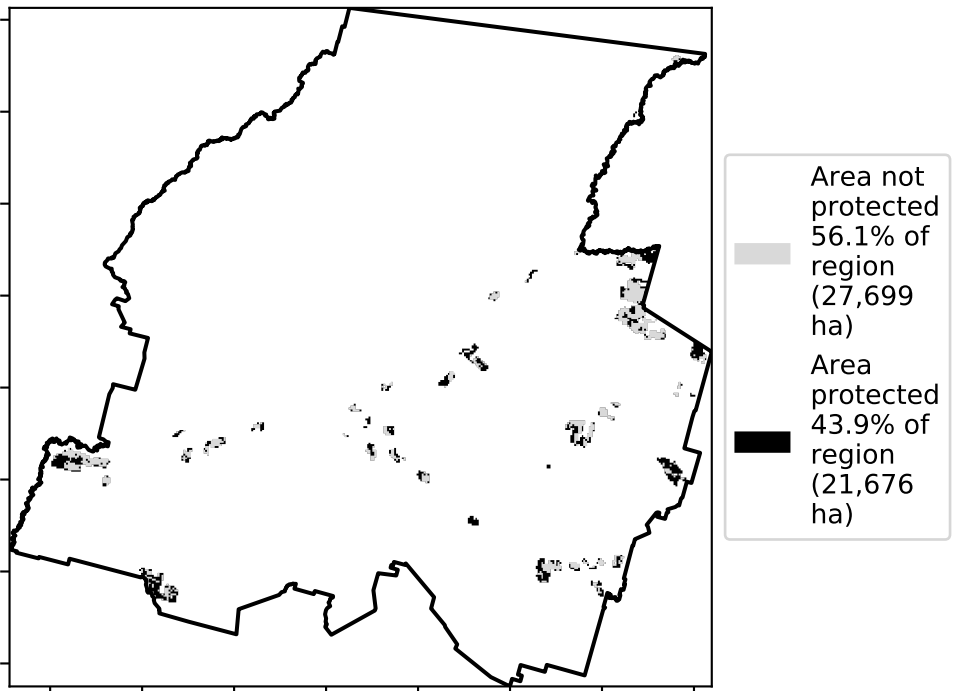 Area not
protected
56.1% of
region
(27,699
ha)
Area
protected
43.9% of
region
(21,676
ha)